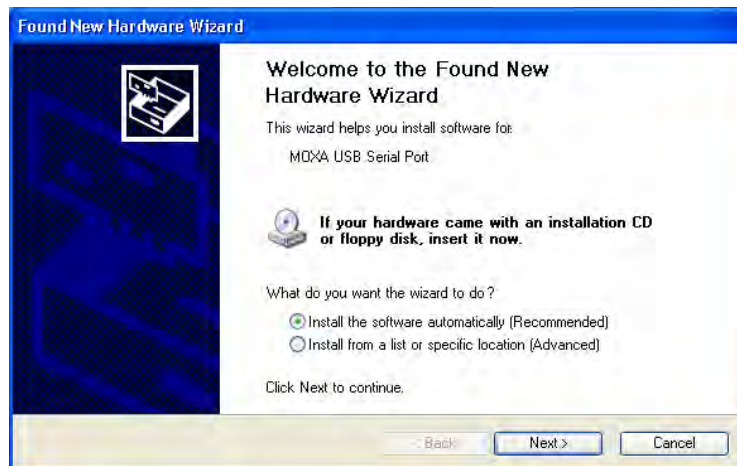 Found New Hardware Wizard
Welcome to the Found New
Hardware Wizard
This wizard helps you install software for:
MOXA USB Serial Port
If your hardware came with an installation CD
or floppy disk, insert it now.
What do you want the wizard to do?
Install the software automatically (Recommended)
Install from a list or specific location (Advanced)
Click Next to continue.
< Back
Next >
Cancel